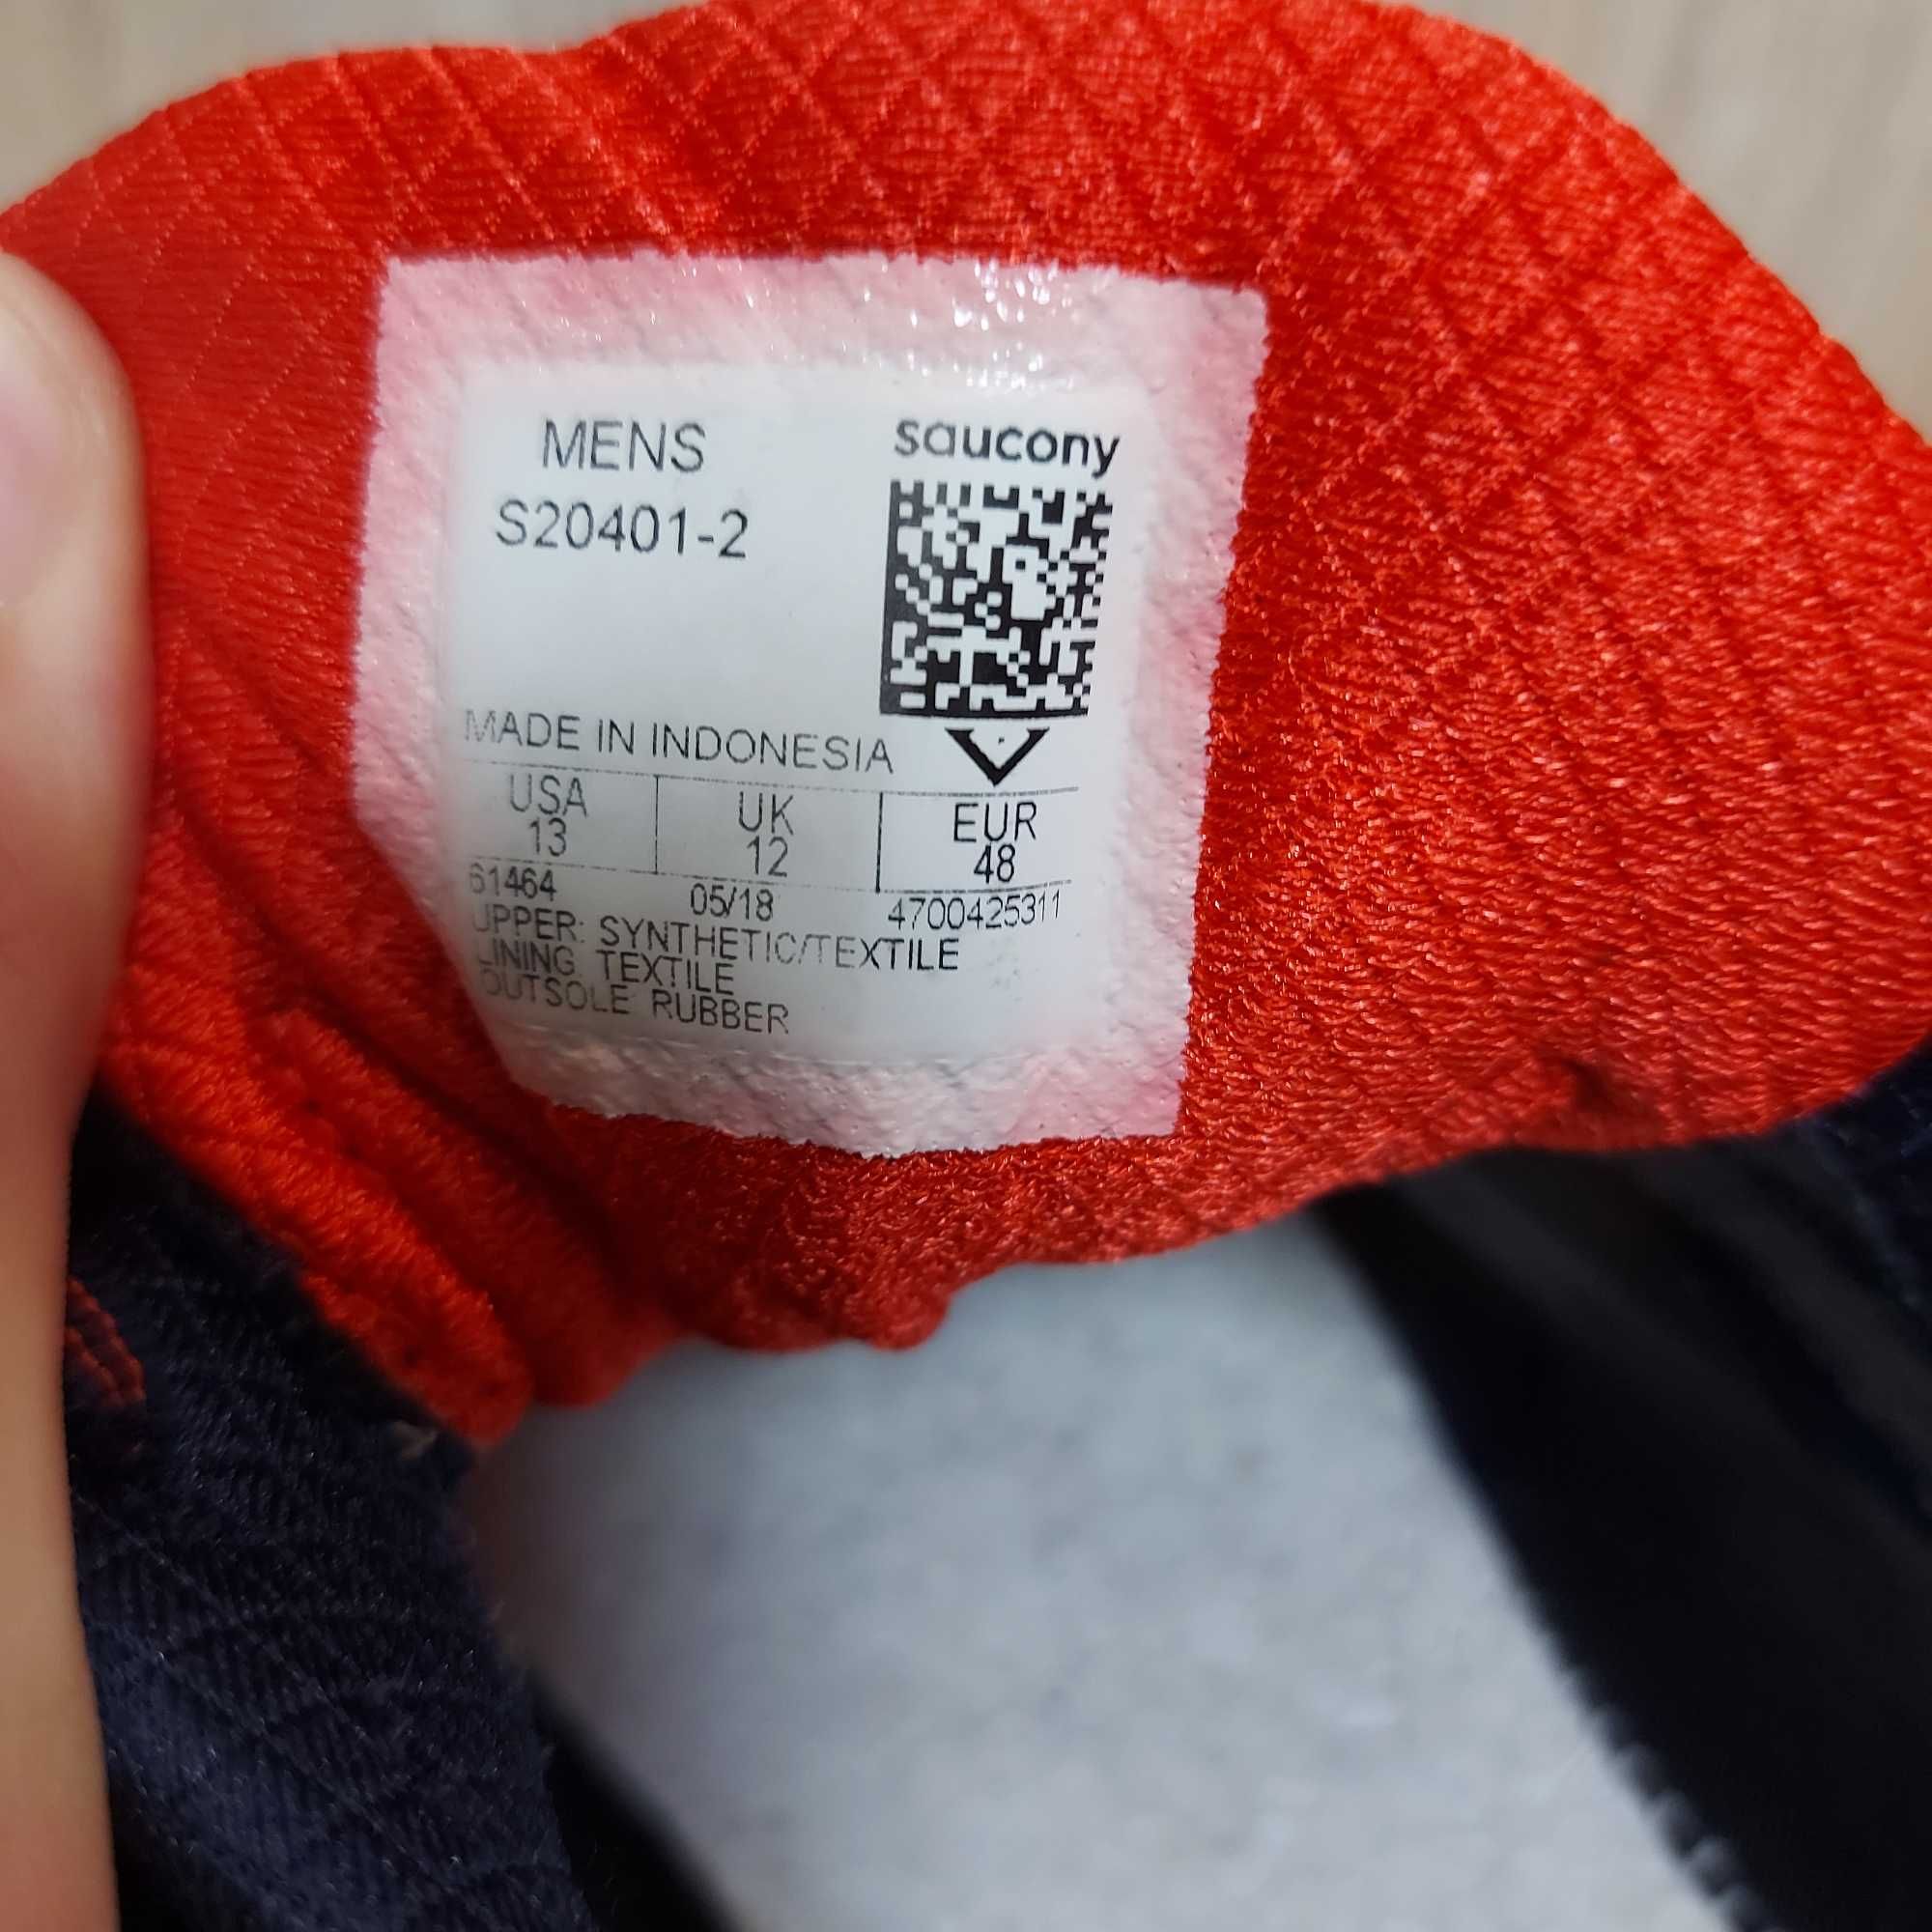 MENS
saucony
S20401-2
MADE IN INDONESIA
USA UK EUR
13 12 48
61464 05/18 4700425311
UPPER: SYNTHETIC/TEXTILE
LINING: TEXTILE
OUTSOLE RUBBER